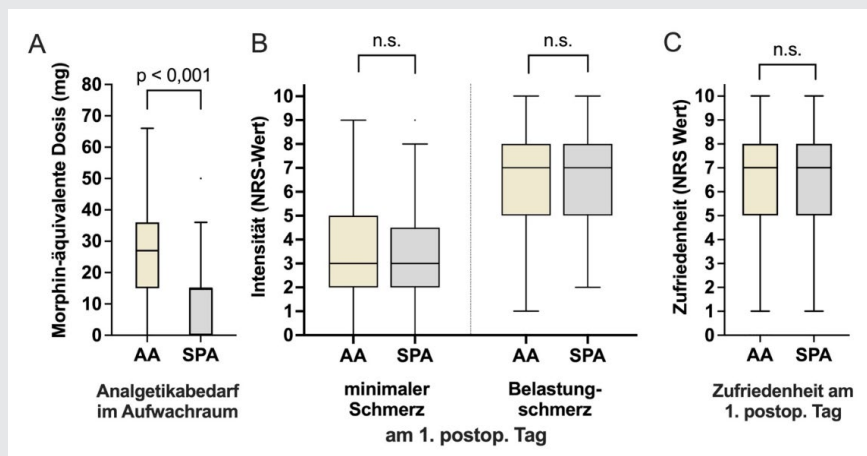 A
p < 0,001
Morphin-äquivalente Dosis (mg)
80
70
60
50
40
30
20
10
0
AA SPA
Analgetikabedarf
im Aufwachraum
B
n.s.
n.s.
Intensität (NRS-Wert)
10
9
8
7
6
5
4
3
2
1
0
AA SPA
AA SPA
minimaler
Schmerz
Belastung-
schmerz
am 1. postop. Tag
C
n.s.
Zufriedenheit (NRS Wert)
10
9
8
7
6
5
4
3
2
1
0
AA SPA
Zufriedenheit am
1. postop. Tag